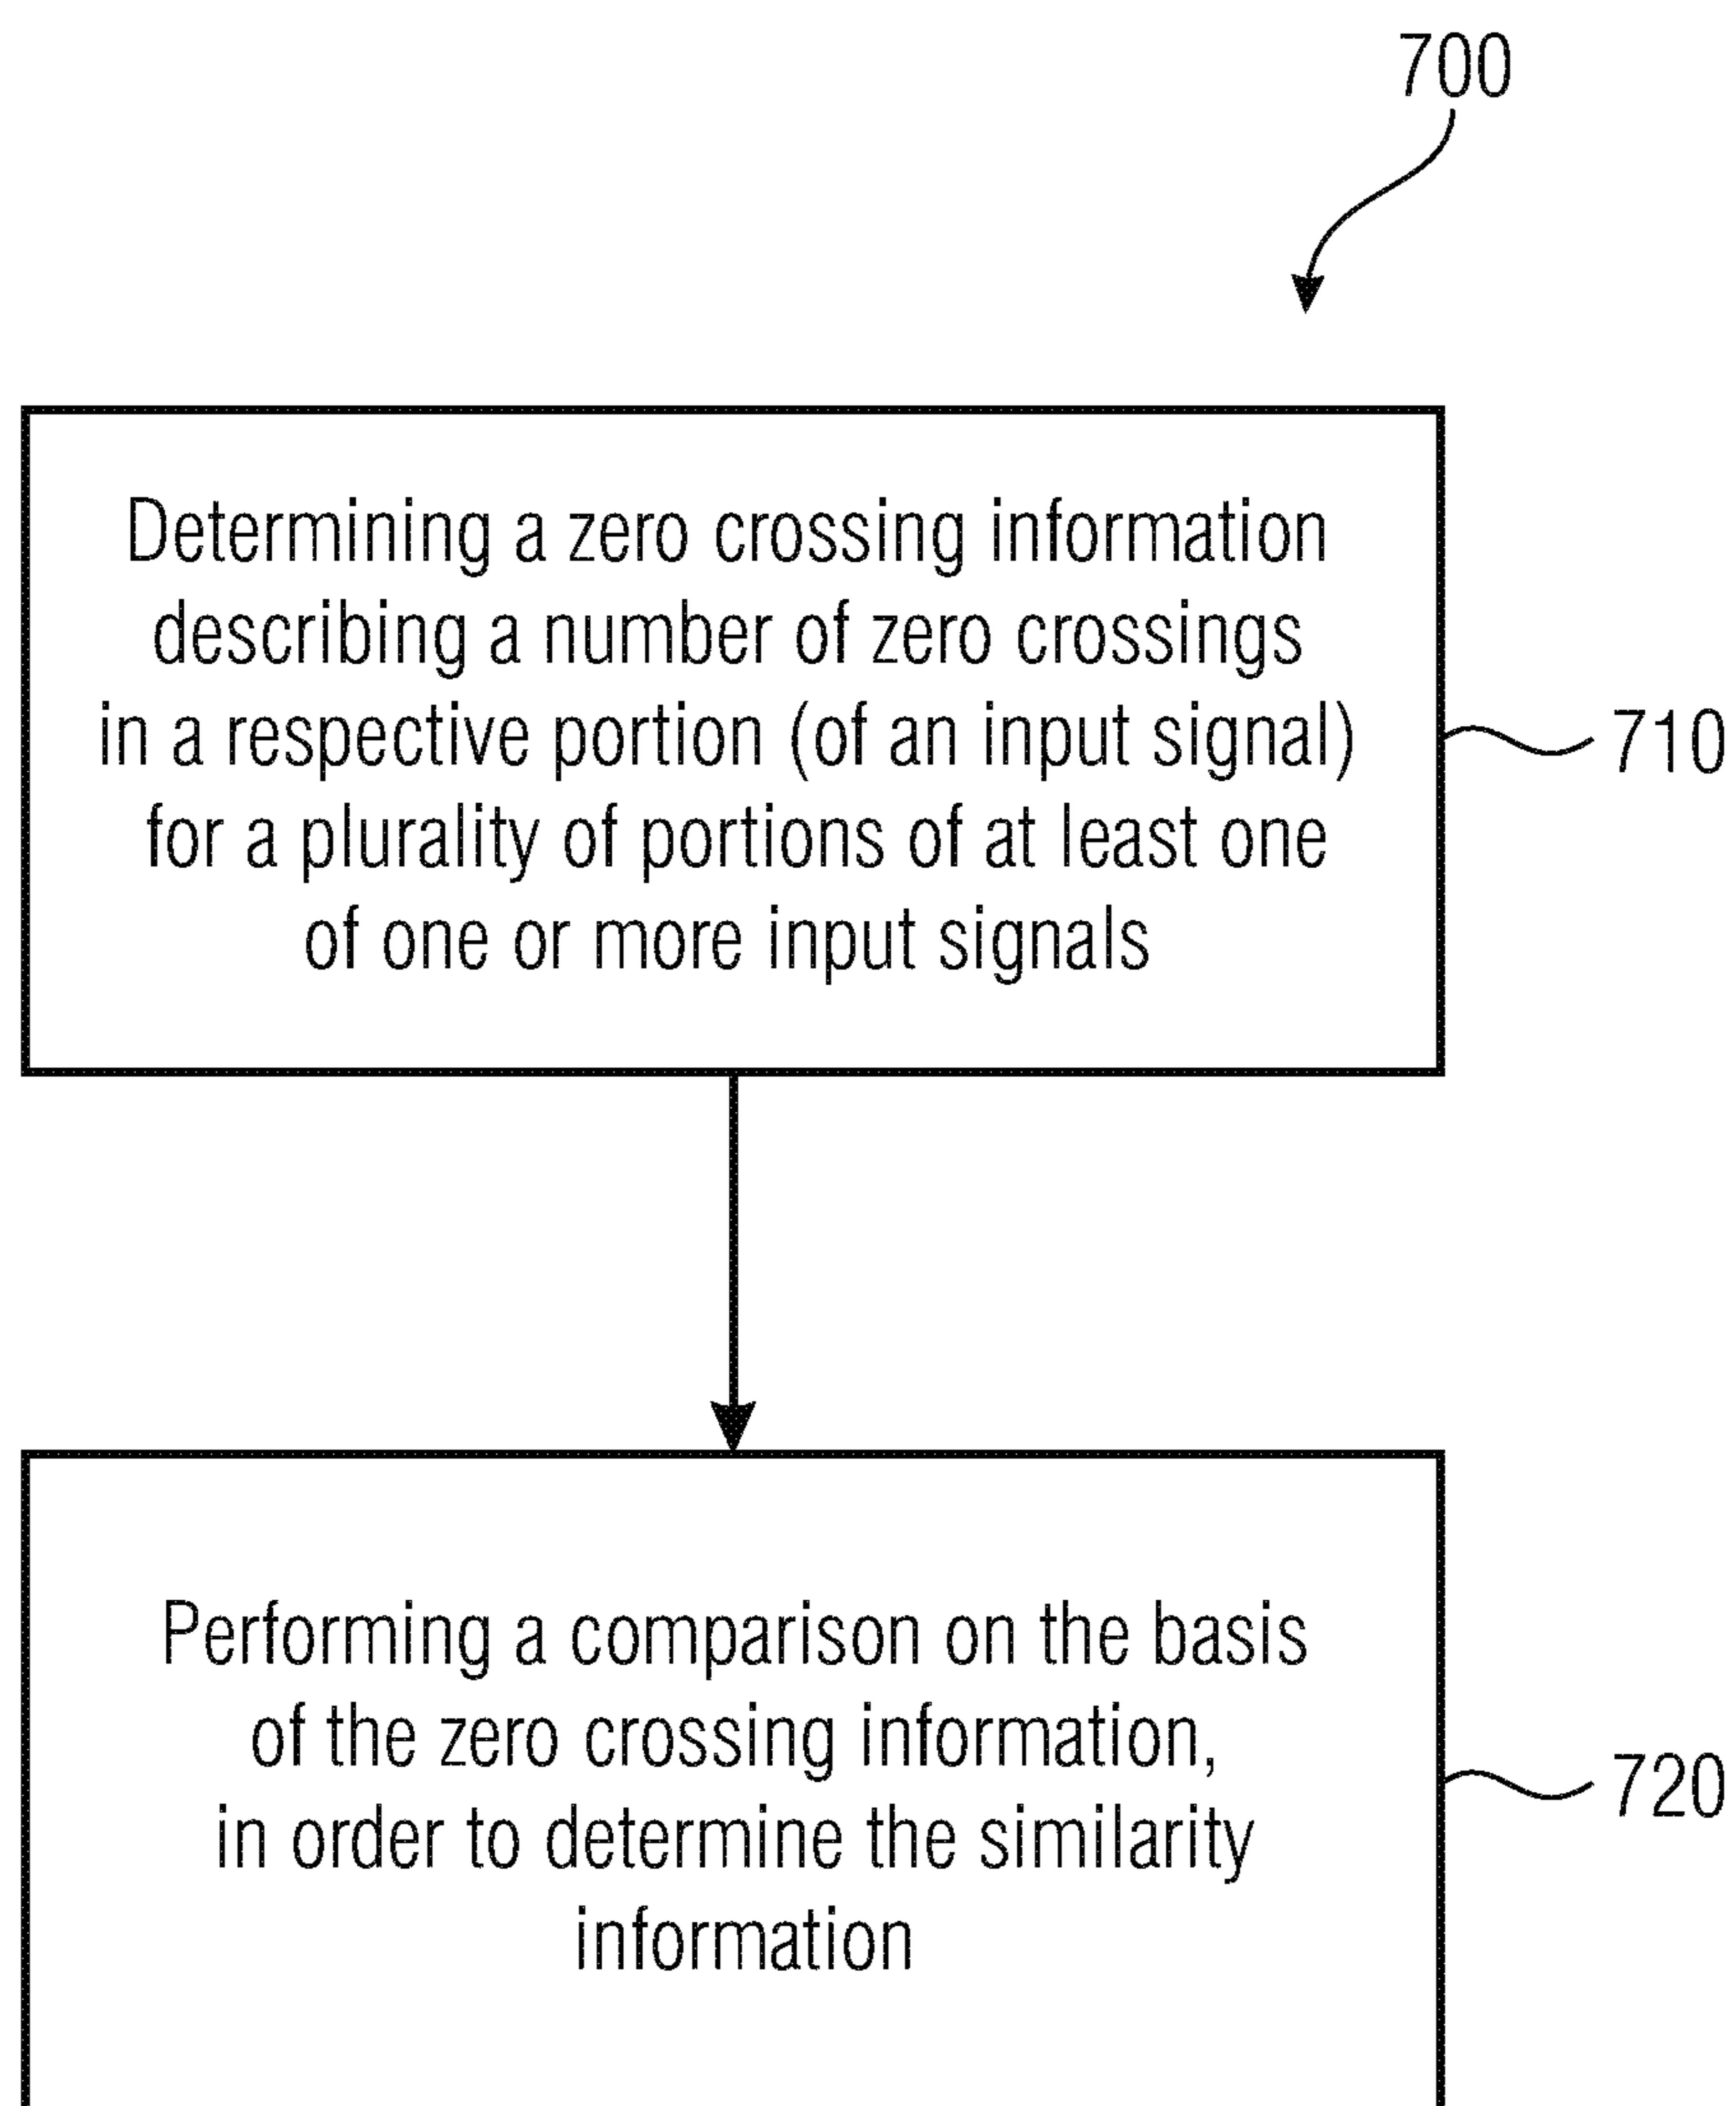 700
Determining a zero crossing information
describing a number of zero crossings
in a respective portion (of an input signal)
for a plurality of portions of at least one
of one or more input signals
710
Performing a comparison on the basis
of the zero crossing information,
in order to determine the similarity
information
720